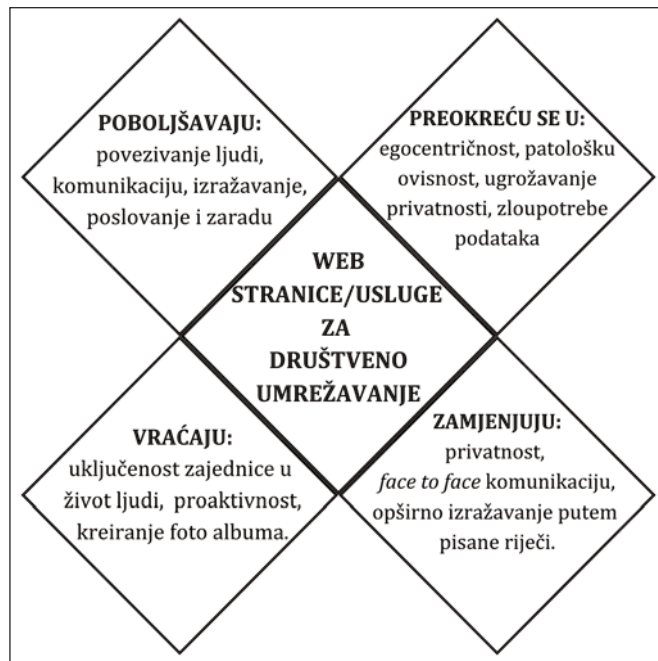 POBOLJŠAVAJU:
povezivanje ljudi,
komunikaciju, izražavanje,
poslovanje i zaradu
PREOKREĆU SE U:
egocentričnost, patološku
ovisnost, ugrožavanje
privatnosti, zloupotrebe
podataka
WEB
STRANICE/USLUGE
ZA
DRUŠTVENO
UMREŽAVANJE
VRAĆAJU:
uključenost zajednice u
život ljudi, proaktivnost,
kreiranje foto albuma.
ZAMJENJUJU:
privatnost,
face to face komunikaciju,
opširno izražavanje putem
pisane riječi.